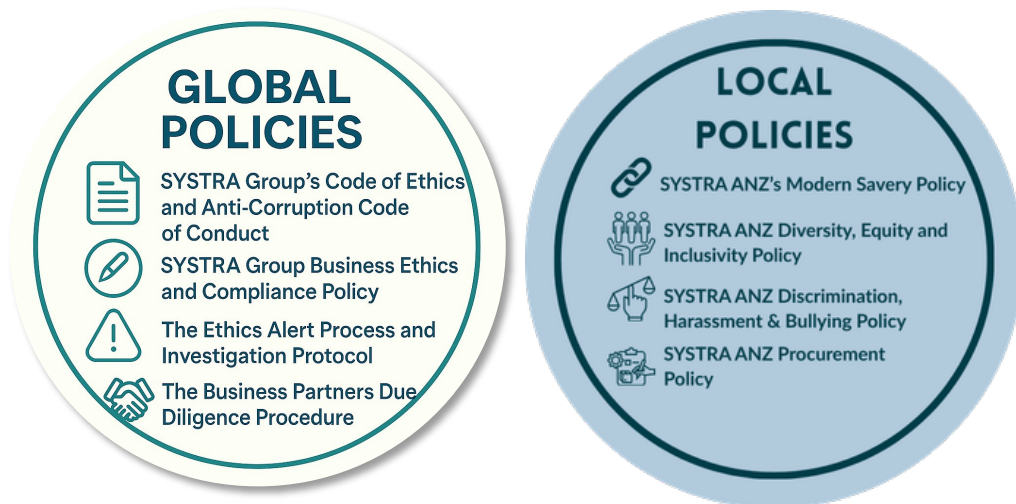 GLOBAL
POLICIES
SYSTRA Group's Code of Ethics
and Anti-Corruption Code
of Conduct
SYSTRA Group Business Ethics
and Compliance Policy
The Ethics Alert Process and
Investigation Protocol
The Business Partners Due
Diligence Procedure
LOCAL
POLICIES
SYSTRA ANZ's Modern Savery Policy
SYSTRA ANZ Diversity, Equity and
Inclusivity Policy
SYSTRA ANZ Discrimination,
Harassment & Bullying Policy
SYSTRA ANZ Procurement
Policy